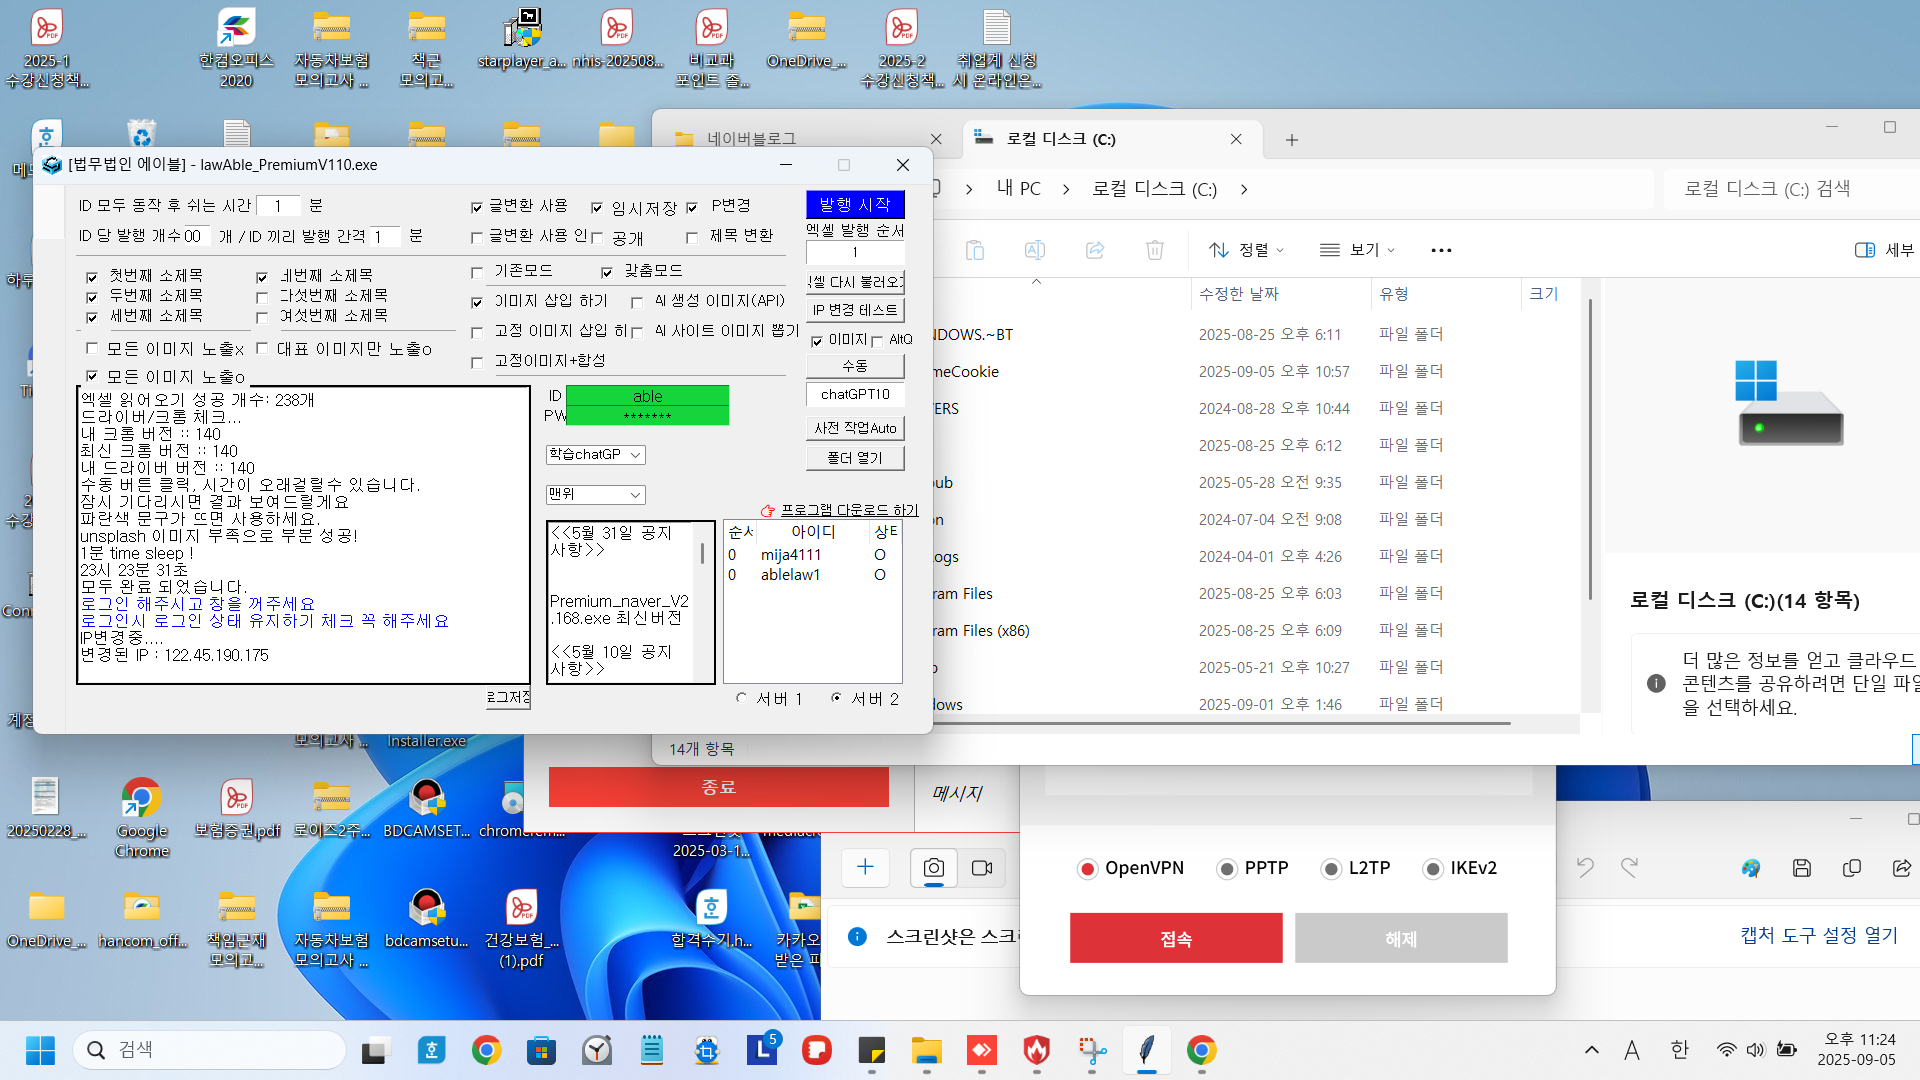 2025-1
수강신청책...
한컴오피스
2020
자동차보험
모의고사 ...
책근
모의고...
starplayer_a...
nhis-202508...
비교과
포인트 졸...
OneDrive_...
2025-2
수강신청책...
취업계 신청
시 온라인은...
네이버블로그
로컬 디스크 (C:)
내 PC
로컬 디스크 (C:)
로컬 디스크 (C:) 검색
정렬
보기
세부
수정한 날짜
유형
크기
NDOWS.~BT
2025-08-25 오후 6:11
파일 폴더
meCookie
2025-09-05 오후 10:57
파일 폴더
VERS
2024-08-28 오후 10:44
파일 폴더
2025-08-25 오후 6:12
파일 폴더
2025-05-28 오전 9:35
파일 폴더
2024-07-04 오전 9:08
파일 폴더
ogs
2024-04-01 오후 4:26
파일 폴더
ram Files
2025-08-25 오후 6:03
파일 폴더
ram Files (x86)
2025-08-25 오후 6:09
파일 폴더
2025-05-21 오후 10:27
파일 폴더
dows
2025-09-01 오후 1:46
파일 폴더
14개 항목
로컬 디스크 (C:)(14 항목)
더 많은 정보를 얻고 클라우드
콘텐츠를 공유하려면 단일 파일
을 선택하세요.
[법무법인 에이블] - lawAble_PremiumV110.exe
ID 모두 동작 후 쉬는 시간 1 분
ID 당 발행 개수 00 개 / ID 끼리 발행 간격 1 분
글변환 사용
임시저장
P변경
글변환 사용 인
공개
제목 변환
발행 시작
엑셀 발행 순서
1
셀 다시 불러오기
IP 변경 테스트
이미지
AltQ
수동
chatGPT10
사전 작업Auto
폴더 열기
첫번째 소제목
네번째 소제목
두번째 소제목
다섯번째 소제목
세번째 소제목
여섯번째 소제목
기존모드
맞춤모드
이미지 삽입 하기
AI 생성 이미지(API)
고정 이미지 삽입 히
AI 사이트 이미지 뽑기
고정이미지+합성
모든 이미지 노출x
대표 이미지만 노출o
모든 이미지 노출o
엑셀 읽어오기 성공 개수: 238개
드라이버/크롬 체크...
내 크롬 버전 :: 140
최신 크롬 버전 :: 140
내 드라이버 버전 :: 140
수동 버튼 클릭, 시간이 오래걸릴수 있습니다.
잠시 기다리시면 결과 보여드릴게요
파란색 문구가 뜨면 사용하세요.
unsplash 이미지 부족으로 부분 성공!
1분 time sleep !
23시 23분 31초
모두 완료 되었습니다.
로그인 해주시고 창을 꺼주세요
로그인시 로그인 상태 유지하기 체크 꼭 해주세요
IP변경중....
변경된 IP : 122.45.190.175
로그저장
ID able
PW *******
학습chatGP
맨위
프로그램 다운로드 하기
<<5월 31일 공지
사항>>
Premium_naver_V2
.168.exe 최신버전
<<5월 10일 공지
사항>>
순서
아이디
상태
0 mija4111 O
0 ablelaw1 O
서버 1
서버 2
모의고사 ...
Installer.exe
종료
메시지
OpenVPN
PPTP
L2TP
IKEv2
접속
해제
캡처 도구 설정 열기
20250228_...
Google
Chrome
보험증권.pdf
로이즈2주...
BDCAMSET...
2025-03-1...
OneDrive_...
hancom_off...
책임근재
모의고...
자동차보험
모의고사 ...
bdcamsetu...
건강보험_...
(1).pdf
합격수기.h...
카카오
받은 파
검색
5
A
한
오후 11:24
2025-09-05